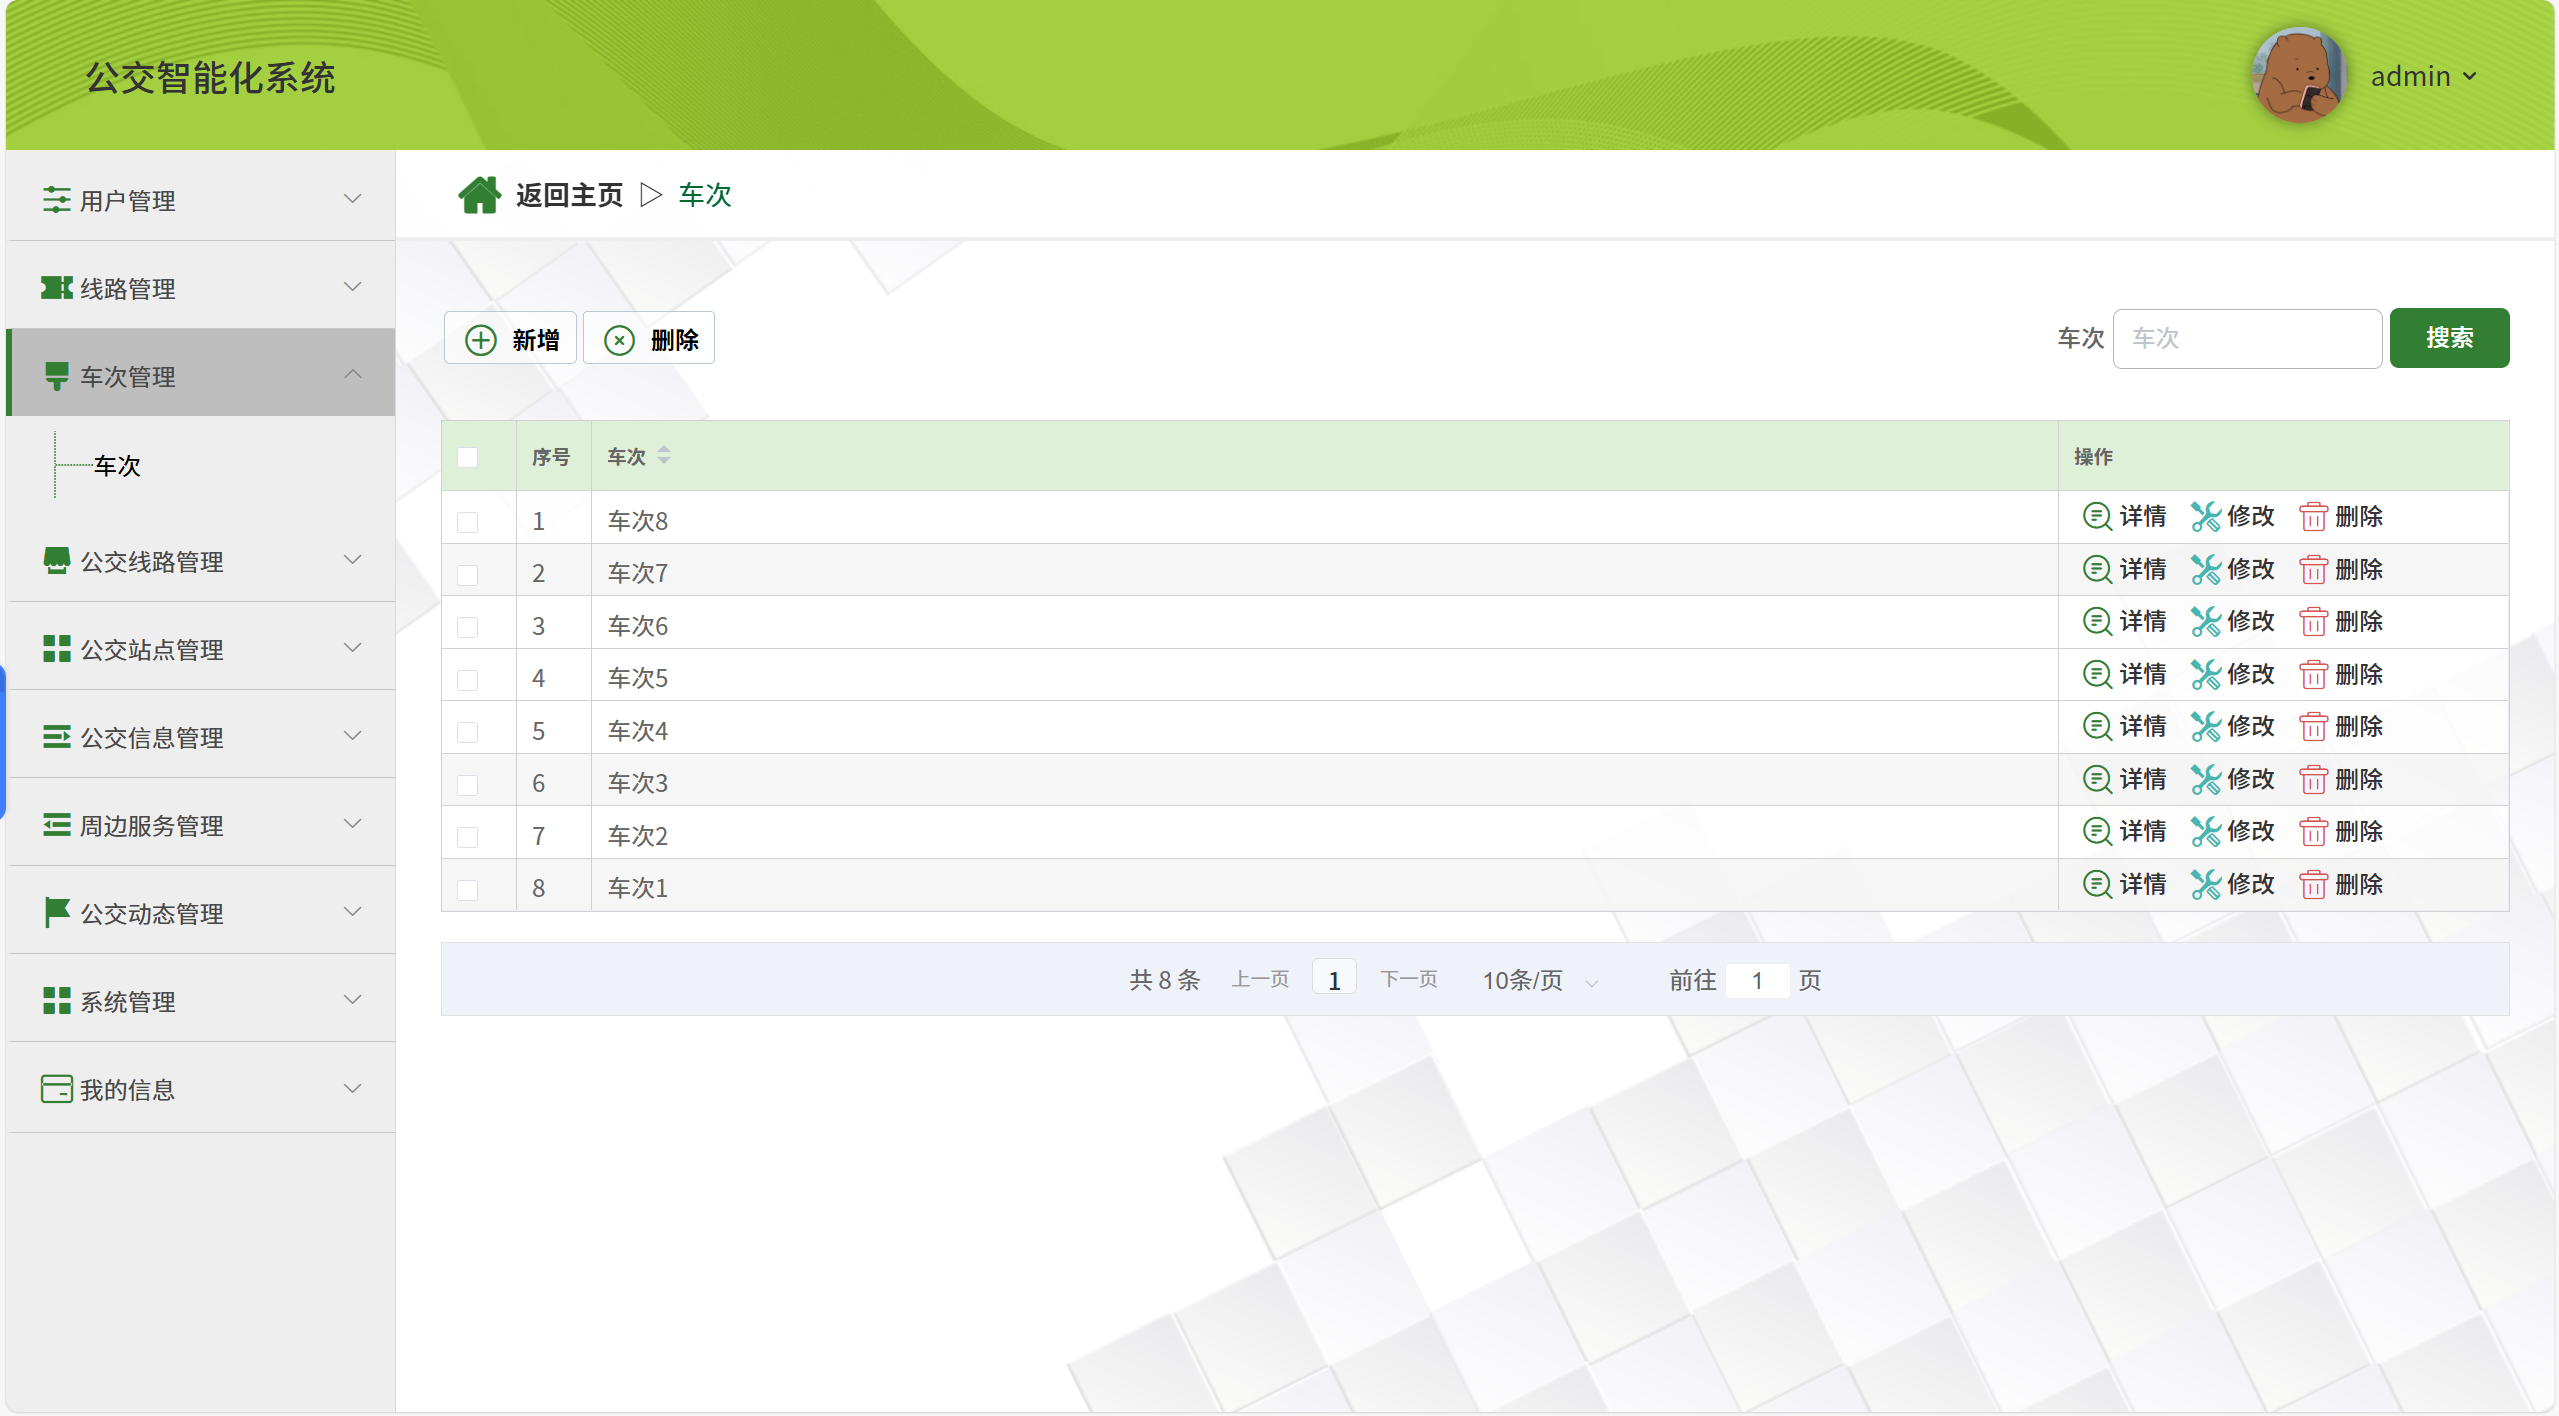 公交智能化系统
admin
用户管理
线路管理
车次管理
车次
公交线路管理
公交站点管理
公交信息管理
周边服务管理
公交动态管理
系统管理
我的信息
返回主页 车次
新增 删除
车次 车次 搜索
序号 车次 操作
1 车次8 详情 修改 删除
2 车次7 详情 修改 删除
3 车次6 详情 修改 删除
4 车次5 详情 修改 删除
5 车次4 详情 修改 删除
6 车次3 详情 修改 删除
7 车次2 详情 修改 删除
8 车次1 详情 修改 删除
共 8 条 上一页 1 下一页 10条/页 前往 1 页